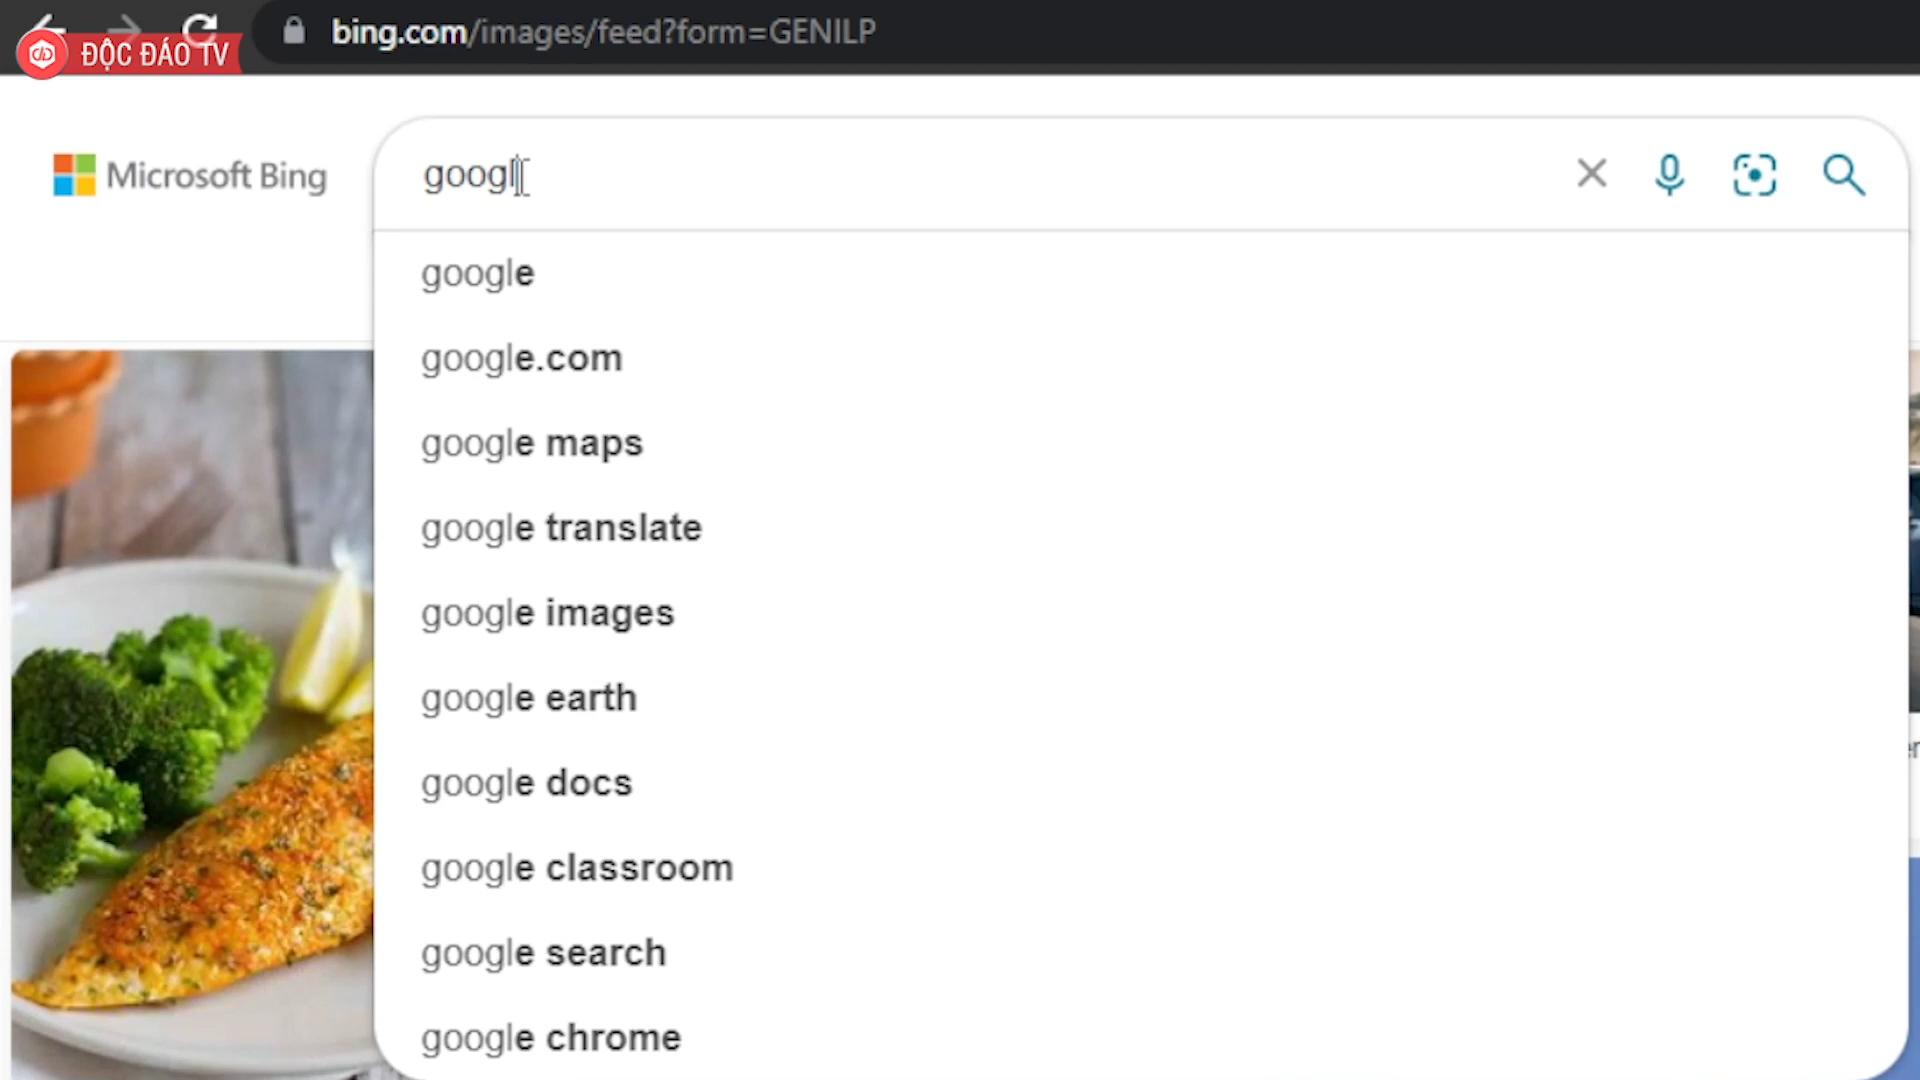 bing.com/images/feed?form=GENILP
ĐỘC ĐÁO TV
Microsoft Bing
googl
google
google.com
google maps
google translate
google images
google earth
google docs
google classroom
google search
google chrome